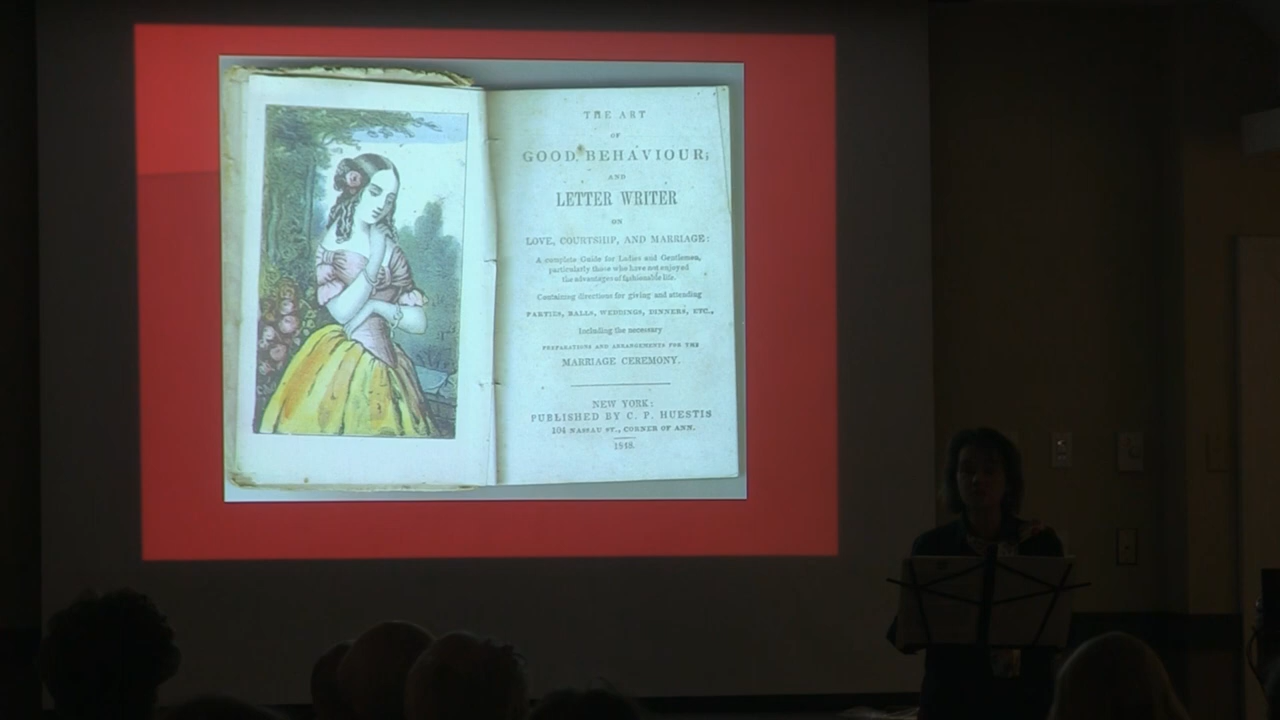 THE ART
OF
GOOD BEHAVIOUR;
AND
LETTER WRITER
ON
LOVE, COURTSHIP, AND MARRIAGE:
A complete Guide for Ladies and Gentlemen,
particularly those who have not enjoyed
the advantages of fashionable life.
Containing directions for giving and attending
PARTIES, BALLS, WEDDINGS, DINNERS, ETC.,
Including the necessary
PREPARATIONS AND ARRANGEMENTS FOR THE
MARRIAGE CEREMONY.
NEW YORK:
PUBLISHED BY C. P. HUESTIS
104 NASSAU ST., CORNER OF ANN.
1848.